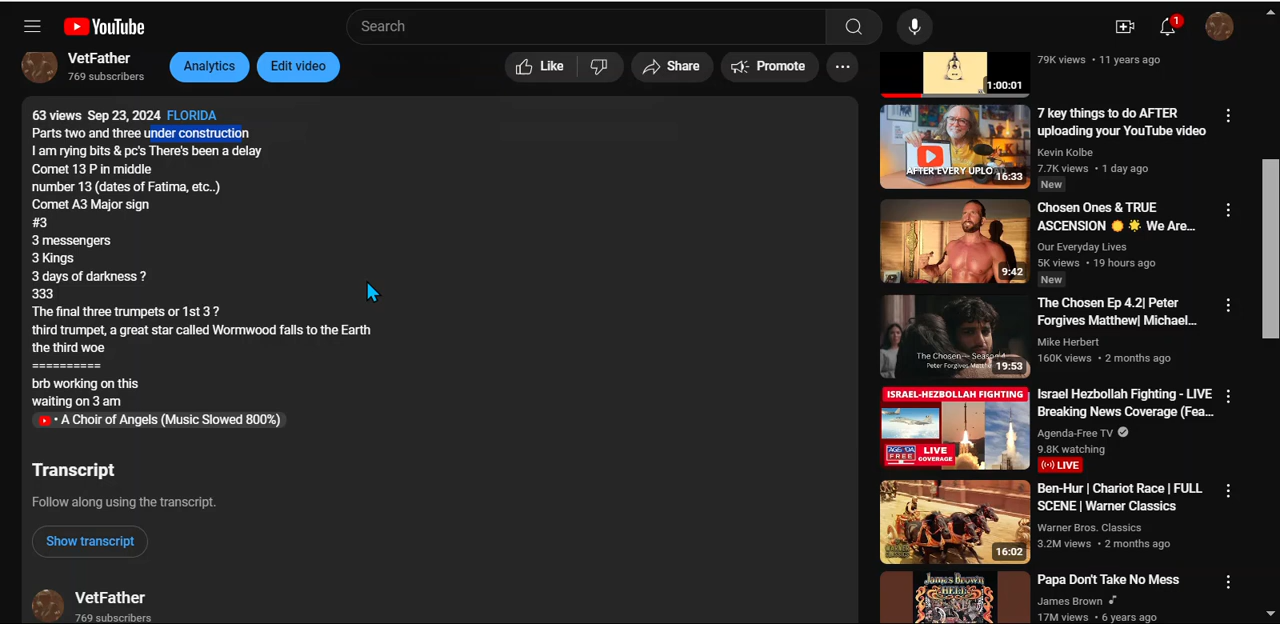 YouTube
Search
1
VetFather
769 subscribers
Analytics
Edit video
Like
Share
Promote
63 views Sep 23, 2024 FLORIDA
Parts two and three under construction
I am rying bits & pc's There's been a delay
Comet 13 P in middle
number 13 (dates of Fatima, etc..)
Comet A3 Major sign
#3
3 messengers
3 Kings
3 days of darkness ?
333
The final three trumpets or 1st 3 ?
third trumpet, a great star called Wormwood falls to the Earth
the third woe
==========
brb working on this
waiting on 3 am
• A Choir of Angels (Music Slowed 800%)
Transcript
Follow along using the transcript.
Show transcript
VetFather
769 subscribers
1:00:01
79K views • 11 years ago
AFTER EVERY UPLO
16:33
7 key things to do AFTER
uploading your YouTube video
Kevin Kolbe
7.7K views • 1 day ago
New
9:42
Chosen Ones & TRUE
ASCENSION 🌞 🌟 We Are...
Our Everyday Lives
5K views • 19 hours ago
New
The Chosen — Season 4
Peter Forgives Matthe
19:53
The Chosen Ep 4.2| Peter
Forgives Matthew| Michael...
Mike Herbert
160K views • 2 months ago
ISRAEL-HEZBOLLAH FIGHTING
LIVE
COVERAGE
Israel Hezbollah Fighting - LIVE
Breaking News Coverage (Fea...
Agenda-Free TV
9.8K watching
LIVE
16:02
Ben-Hur | Chariot Race | FULL
SCENE | Warner Classics
Warner Bros. Classics
3.2M views • 2 months ago
James Brown
HELL
Papa Don't Take No Mess
James Brown
17M views • 6 years ago